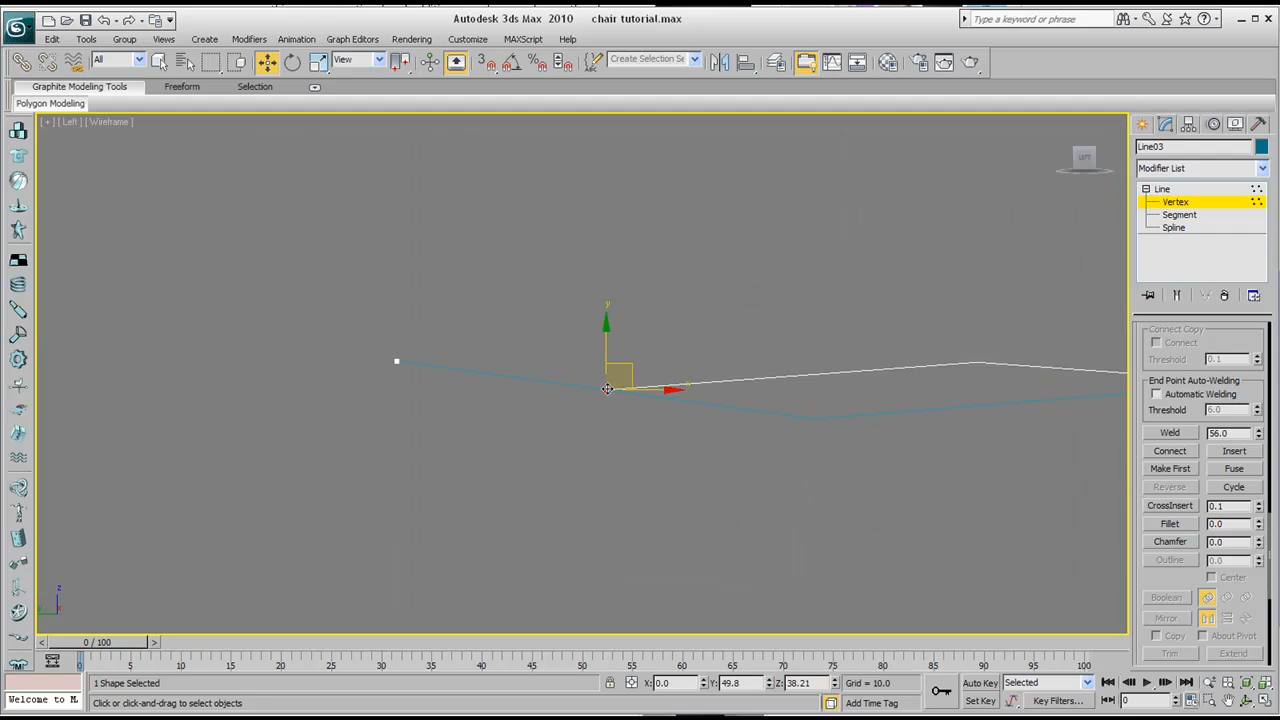 Autodesk 3ds Max 2010 chair tutorial.max
Type a keyword or phrase
Edit Tools Group Create Views Modifiers Animation Graph Editors Rendering Customize MAXScript Help
All View Create Selection Se
Graphite Modeling Tools Freeform Selection
Polygon Modeling
[ + ] [ Left ] [ Wireframe ]
LEFT
Line03
Modifier List
Line
Vertex
Segment
Spline
y
Connect Copy
Connect
Threshold 0.1
End Point Auto-Welding
Automatic Welding
Threshold 6.0
Weld 56.0
Connect Insert
Make First Fuse
Reverse Cycle
CrossInsert 0.1
Fillet 0.0
Chamfer 0.0
Outline 0.0
Center
Boolean
Mirror
Copy About Pivot
Trim Extend
z
0 / 100
0 5 10 15 20 25 30 35 40 45 50 55 60 65 70 75 80 85 90 95 100
1 Shape Selected X: 0.0 Y: 49.8 Z: 38.21 Grid = 10.0 Auto Key Selected
Welcome to M Click or click-and-drag to select objects Add Time Tag Set Key Key Filters... 0